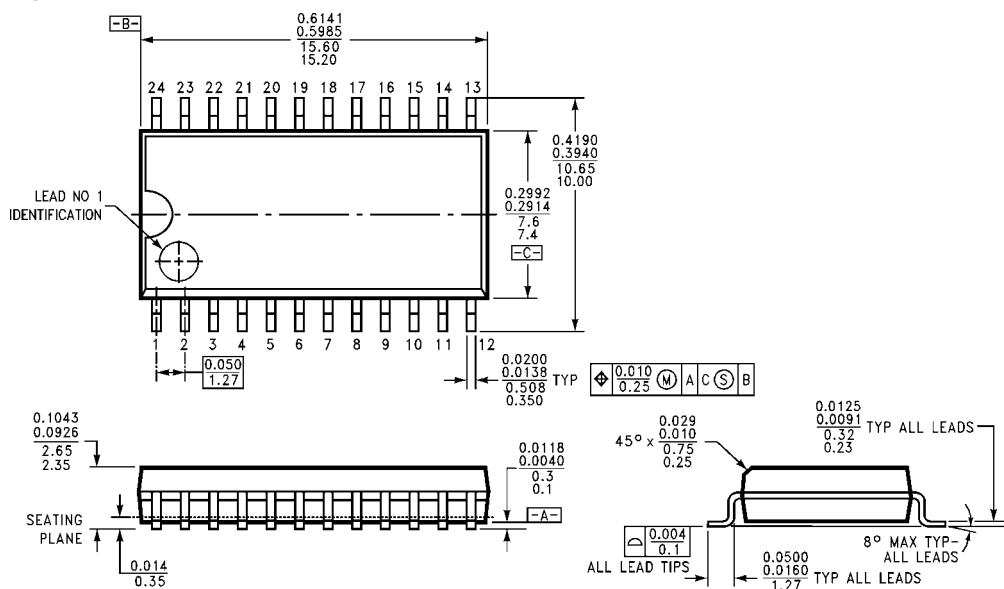 -B-
0.6141
0.5985
15.60
15.20
24 23 22 21 20 19 18 17 16 15 14 13
LEAD NO 1
IDENTIFICATION
0.4190
0.3940
10.65
10.00
0.2992
0.2914
7.6
7.4
-C-
1 2 3 4 5 6 7 8 9 10 11 12
0.050
1.27
0.0200
0.0138
0.508
0.350
TYP
0.010
0.25
M A C S B
0.1043
0.0926
2.65
2.35
SEATING
PLANE
0.014
0.35
0.0118
0.0040
0.3
0.1
-A-
45° x
0.029
0.010
0.75
0.25
0.0125
0.0091
0.32
0.23
TYP ALL LEADS
0.004
0.1
ALL LEAD TIPS
8° MAX TYP-
ALL LEADS
0.0500
0.0160
1.27
TYP ALL LEADS